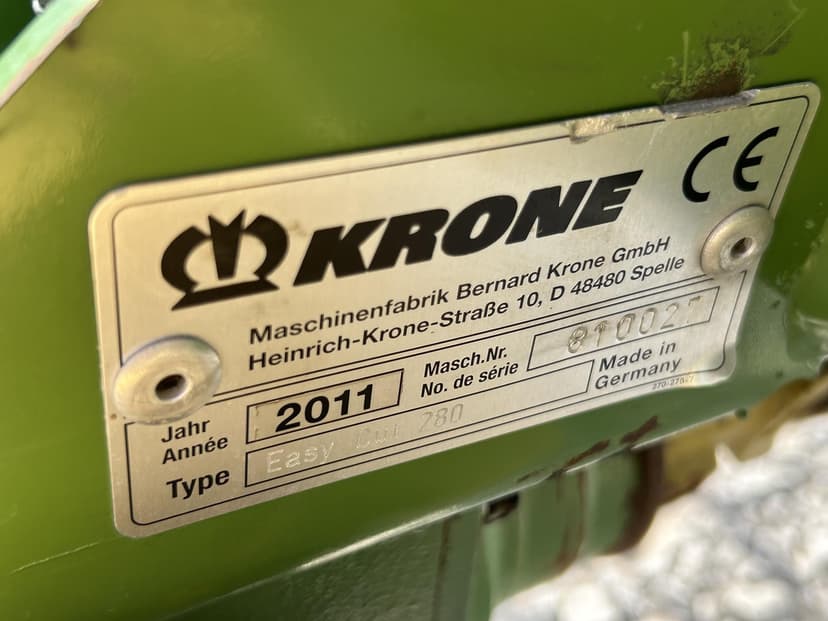 KRONE
CE
Maschinenfabrik Bernard Krone GmbH
Heinrich-Krone-Straße 10, D 48480 Spelle
Jahr
Année
2011
Masch.Nr.
No. de série
810027
Made in
Germany
Type
Easy Cut 280